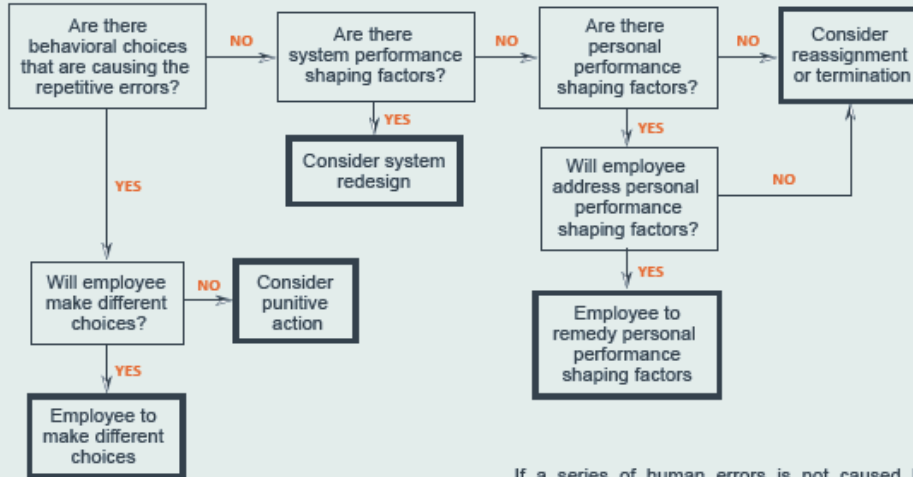 Are there
behavioral choices
that are causing the
repetitive errors?
NO
Are there
system performance
shaping factors?
NO
Are there
personal
performance
shaping factors?
NO
Consider
reassignment
or termination
YES
Consider system
redesign
YES
Will employee
address personal
performance
shaping factors?
NO
YES
Will employee
make different
choices?
NO
Consider
punitive
action
YES
Employee to
remedy personal
performance
shaping factors
YES
Employee to
make different
choices
If a series of human errors is not caused